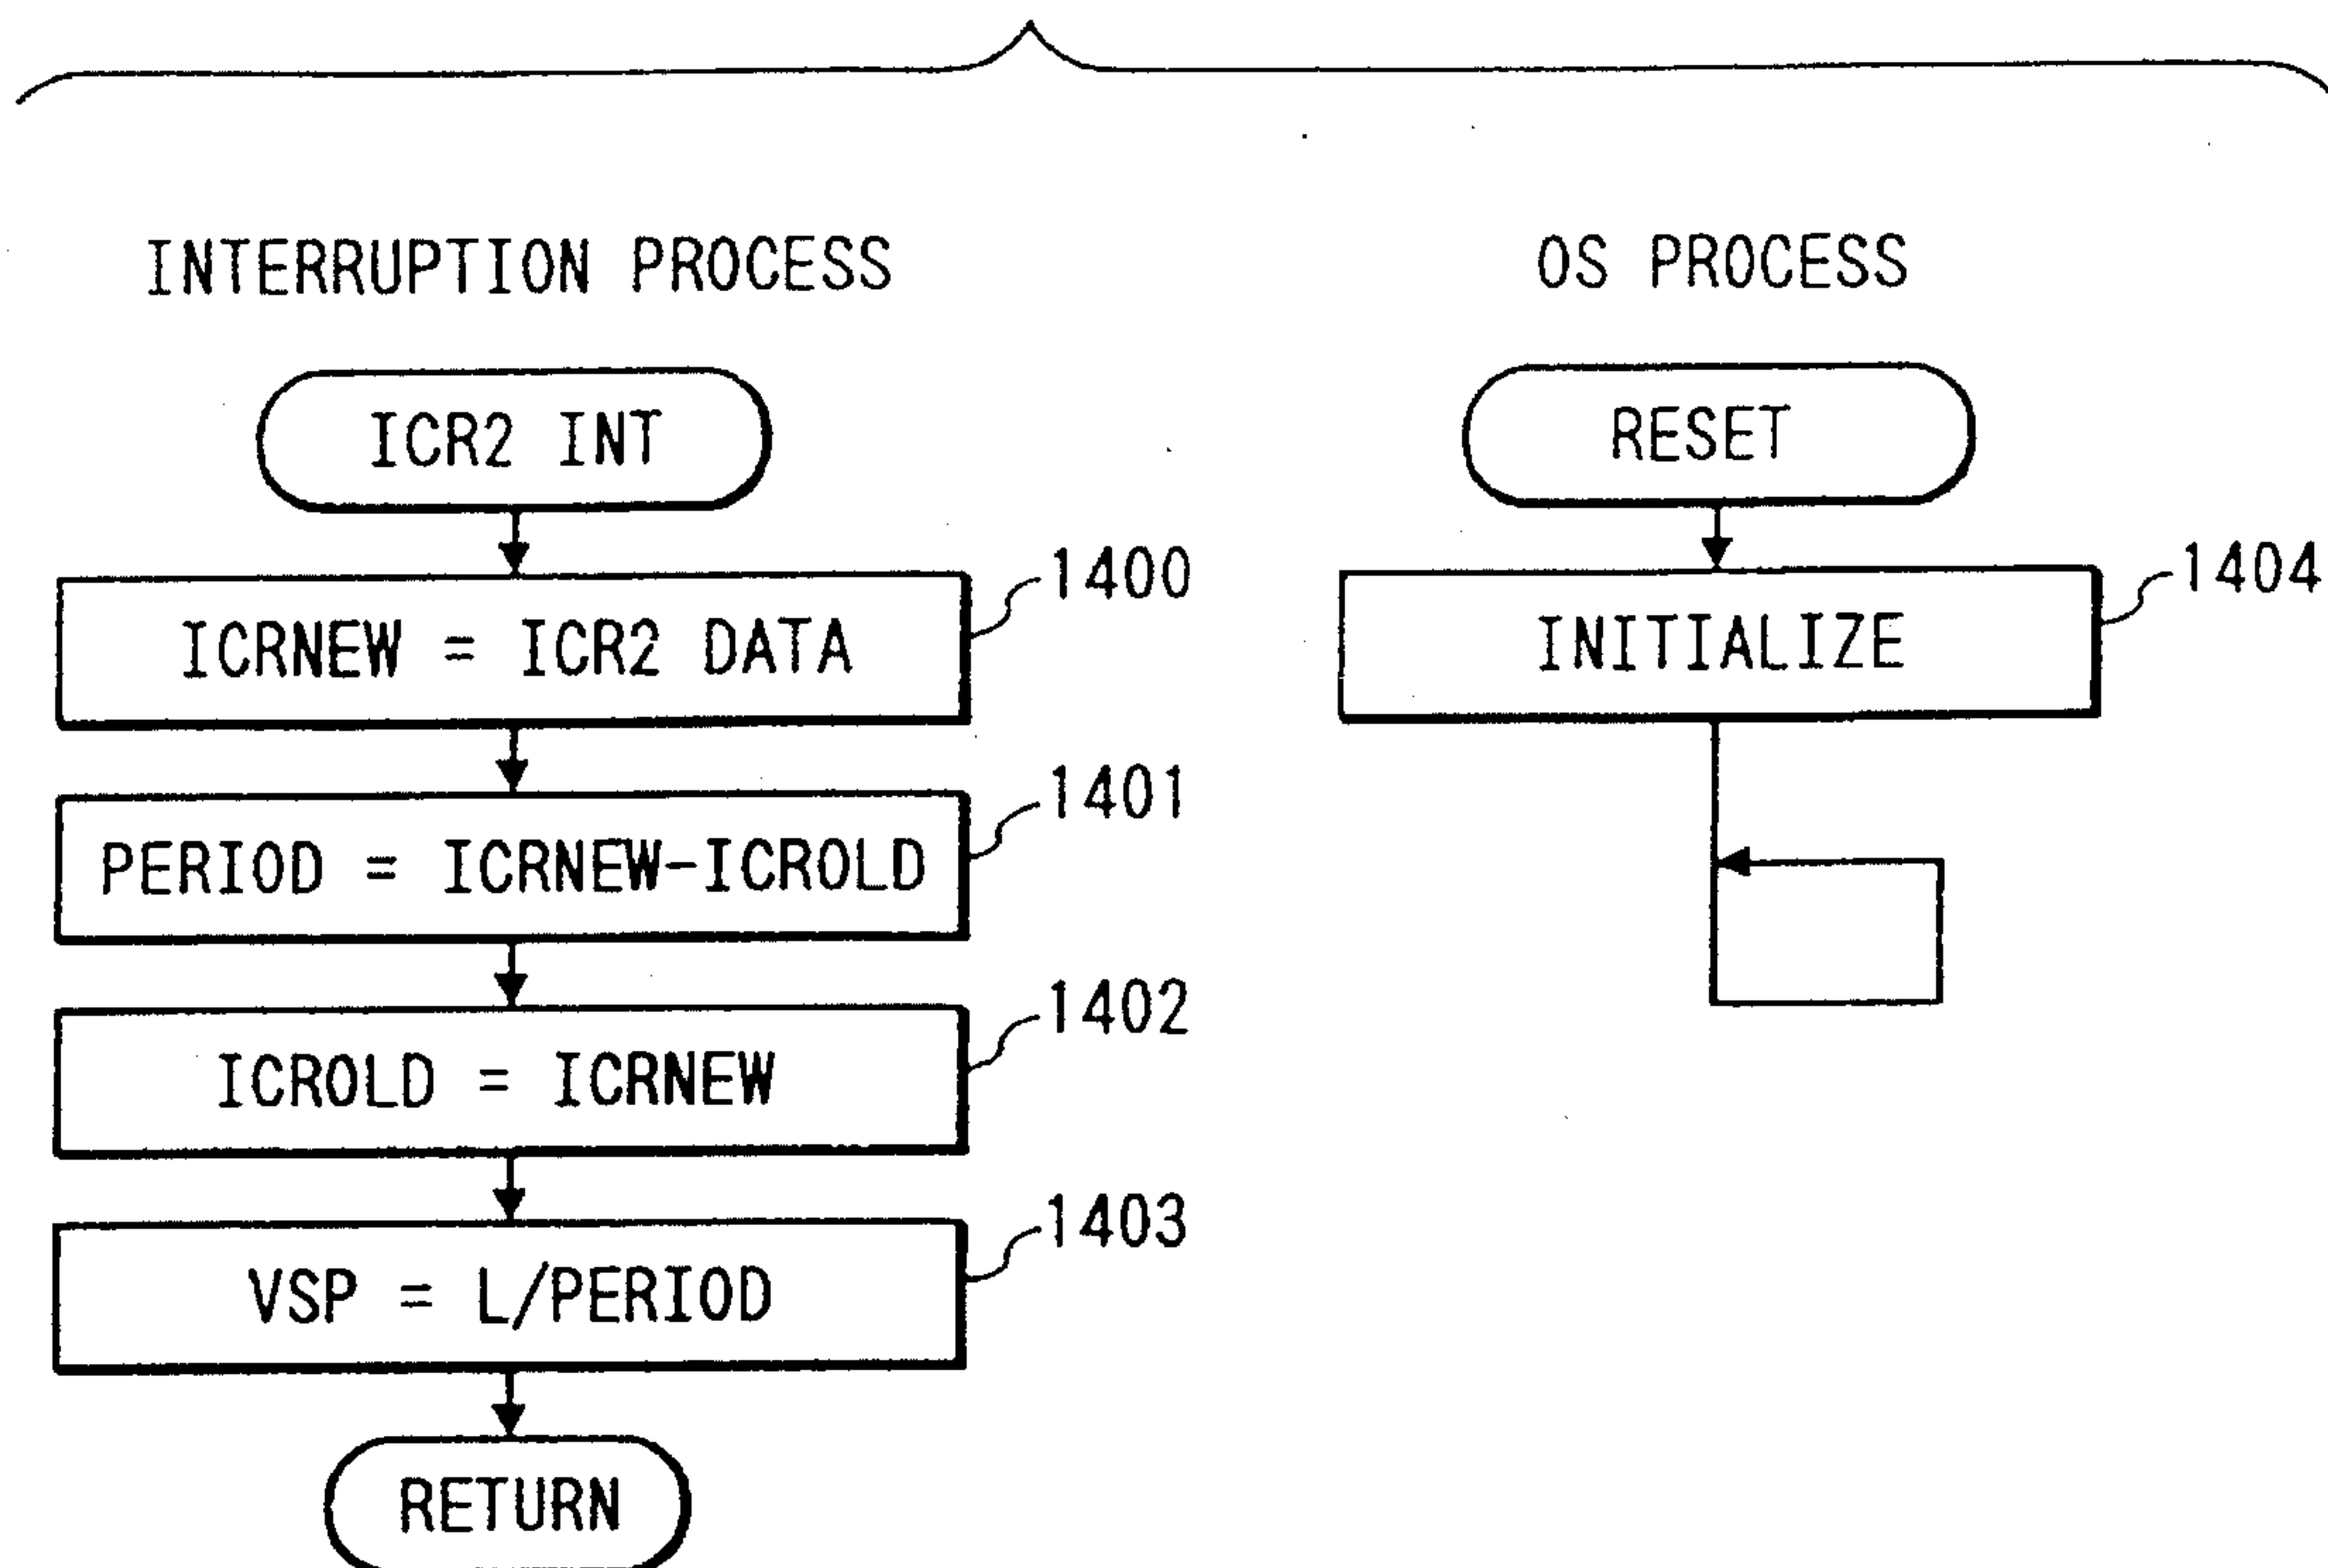 INTERRUPTION PROCESS
ICR2 INT
ICRNEW = ICR2 DATA
1400
PERIOD = ICRNEW-ICROLD
1401
ICROLD = ICRNEW
1402
VSP = L/PERIOD
1403
RETURN
OS PROCESS
RESET
INITIALIZE
1404